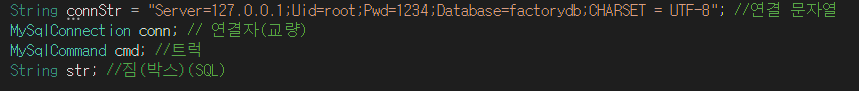 String connStr = "Server=127.0.0.1;Uid=root;Pwd=1234;Database=factorydb;CHARSET = UTF-8"; //연결 문자열
MySqlConnection conn; // 연결자(교량)
MySqlCommand cmd; //트럭
String str; //짐(박스)(SQL)